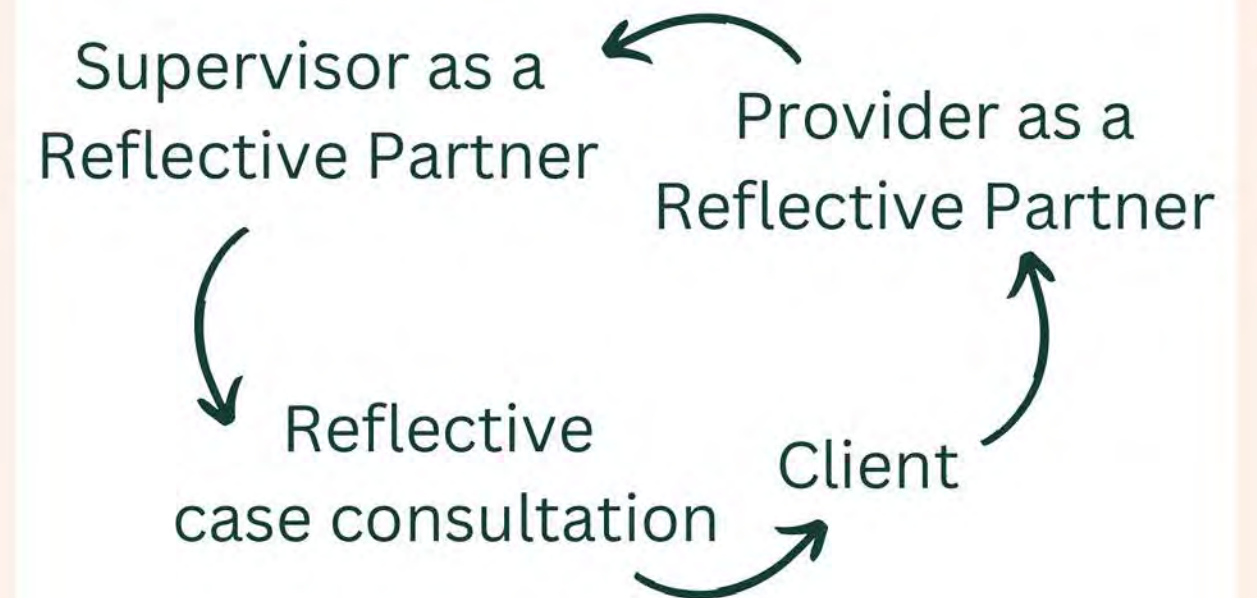 Supervisor as a
Reflective Partner
Provider as a
Reflective Partner
Reflective
case consultation
Client